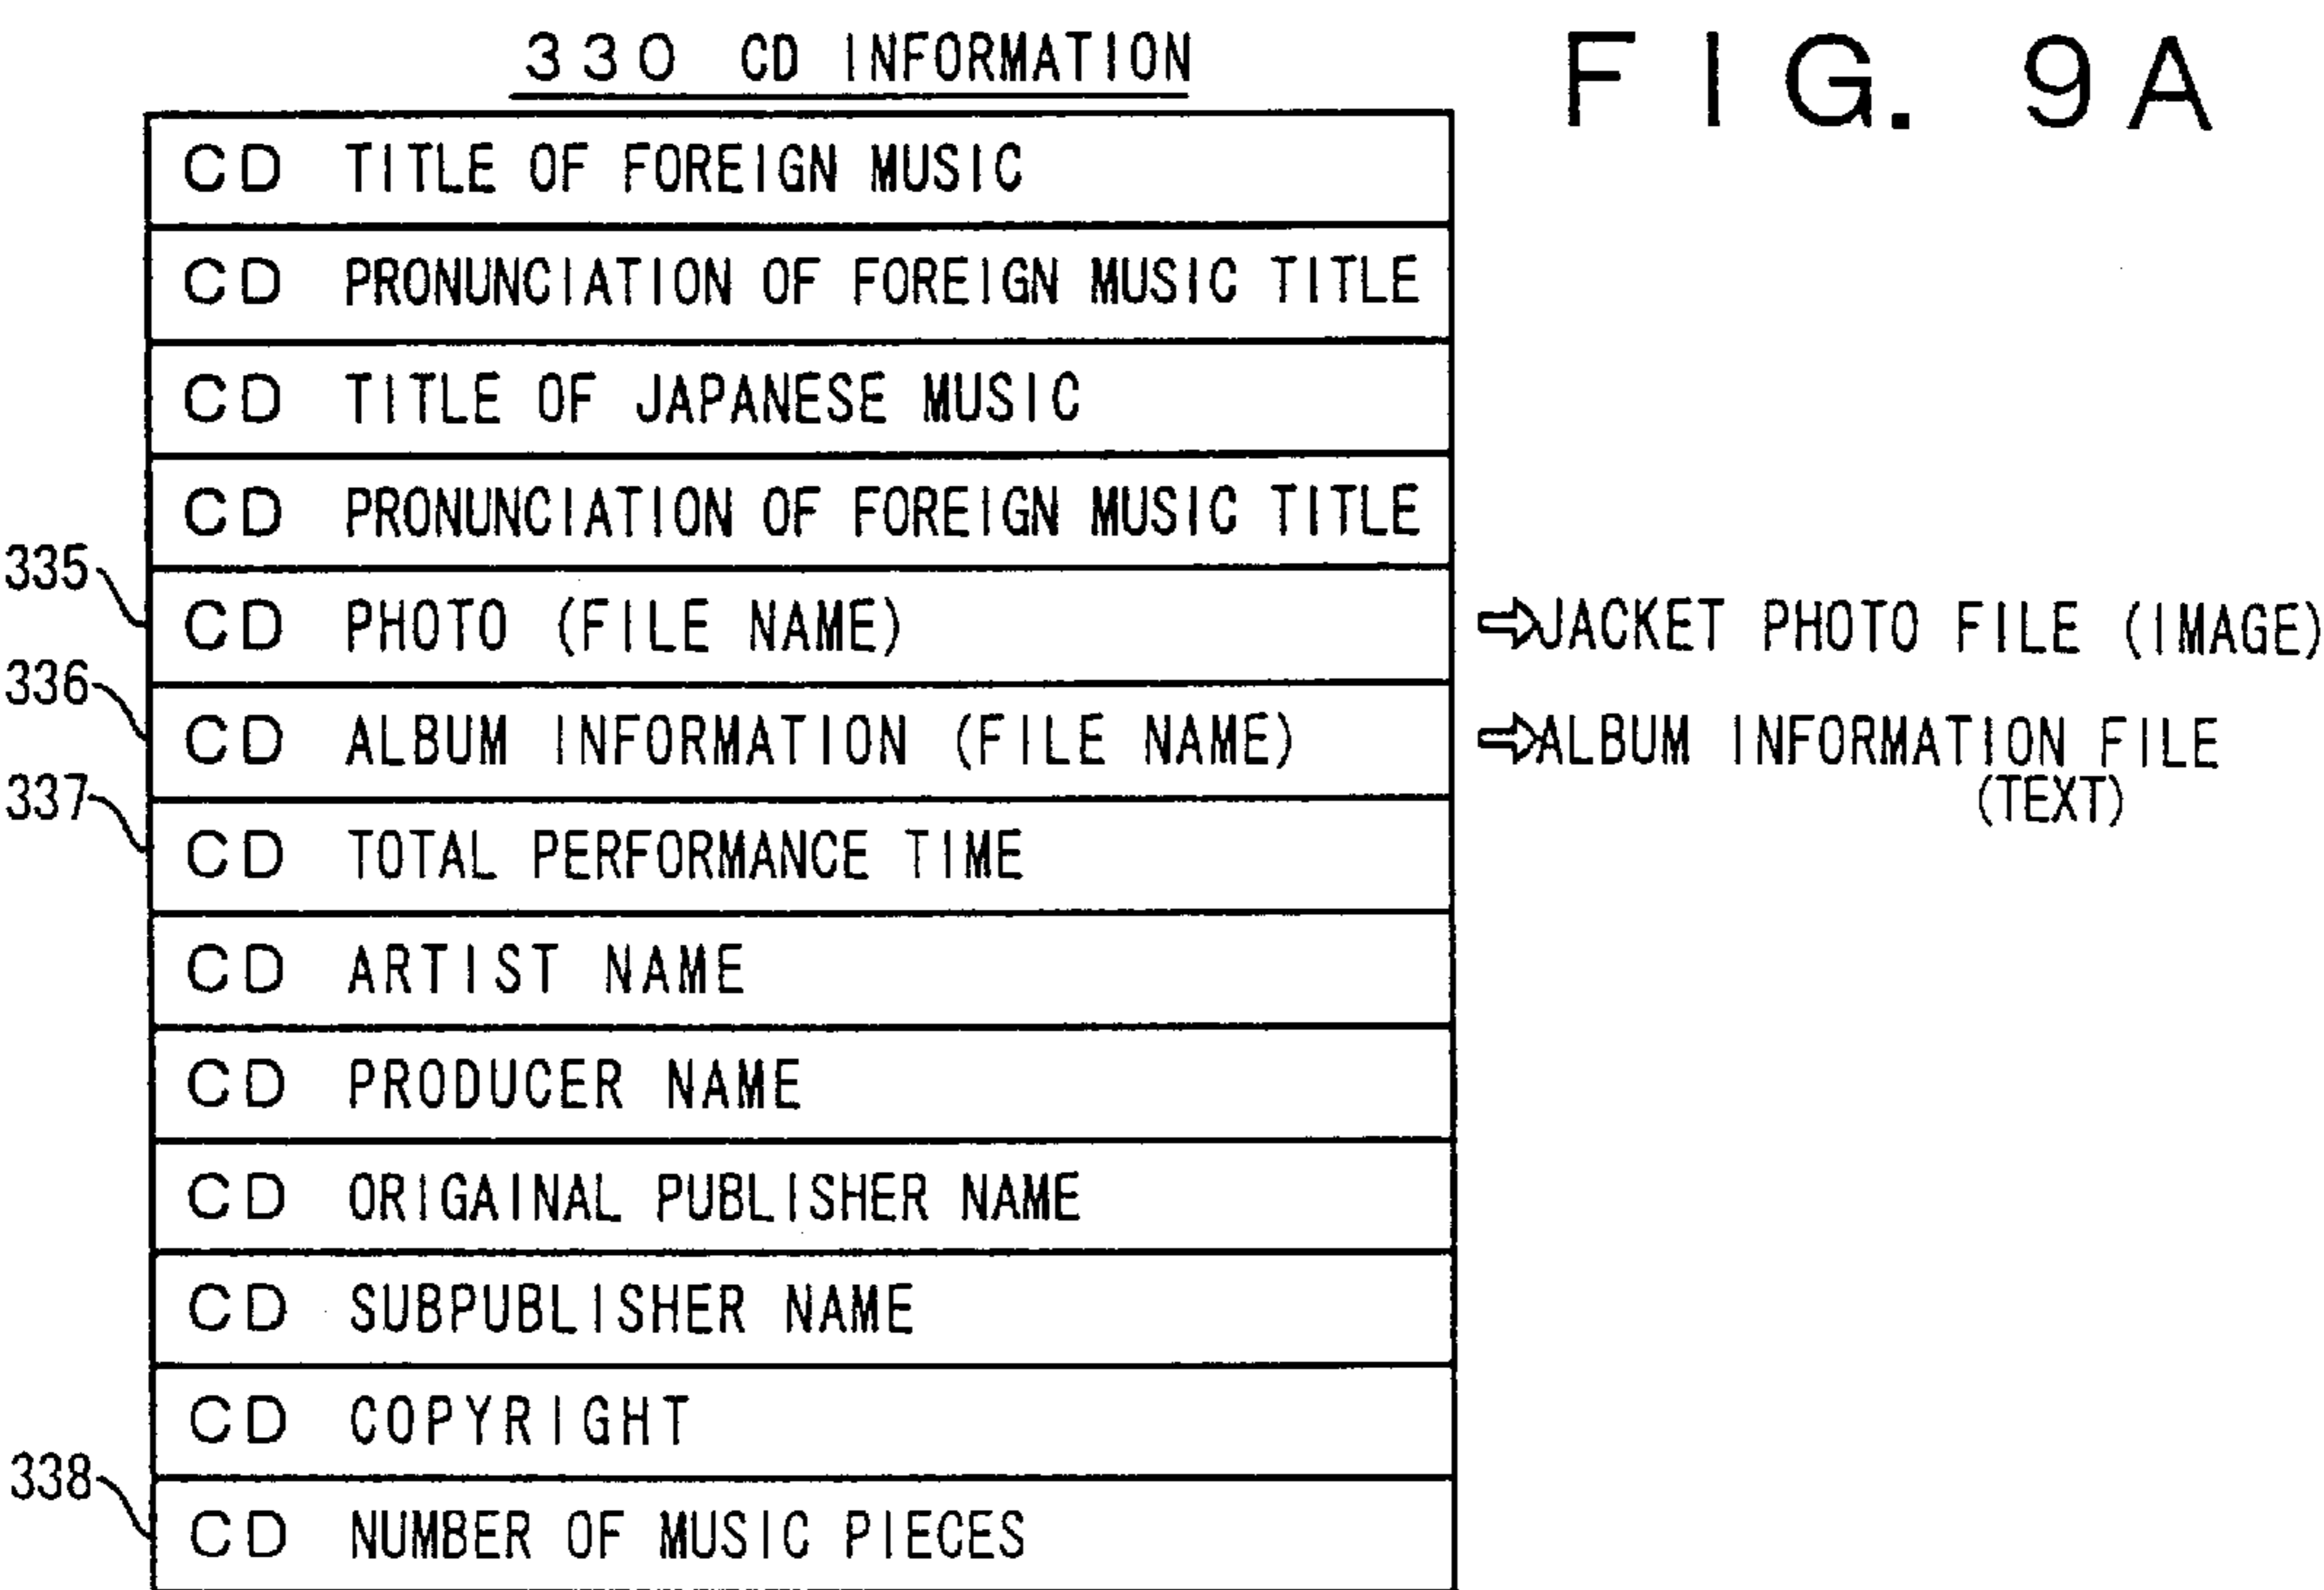 330 CD INFORMATION
FIG. 9A
CD TITLE OF FOREIGN MUSIC
CD PRONUNCIATION OF FOREIGN MUSIC TITLE
CD TITLE OF JAPANESE MUSIC
CD PRONUNCIATION OF FOREIGN MUSIC TITLE
335
CD PHOTO (FILE NAME)
⇨JACKET PHOTO FILE (IMAGE)
336
CD ALBUM INFORMATION (FILE NAME)
⇨ALBUM INFORMATION FILE
(TEXT)
337
CD TOTAL PERFORMANCE TIME
CD ARTIST NAME
CD PRODUCER NAME
CD ORIGAINAL PUBLISHER NAME
CD SUBPUBLISHER NAME
CD COPYRIGHT
338
CD NUMBER OF MUSIC PIECES